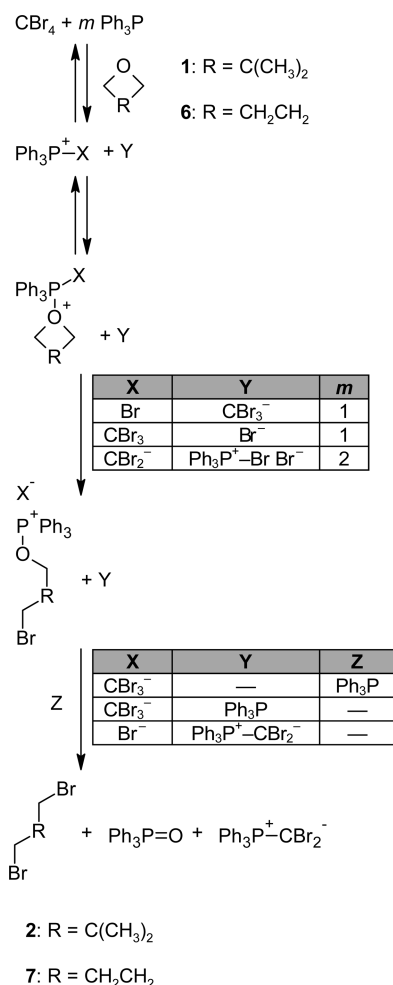 CBr₄ + m Ph₃P
O
R
1: R = C(CH₃)₂
6: R = CH₂CH₂
Ph₃P⁺–X + Y
X
Ph₃P
O⁺
R
+ Y
X Y m
Br CBr₃⁻ 1
CBr₃ Br⁻ 1
CBr₂⁻ Ph₃P⁺–Br Br⁻ 2
X⁻
P⁺Ph₃
O
R
Br
+ Y
X Y Z
CBr₃⁻ — Ph₃P
CBr₃⁻ Ph₃P —
Br⁻ Ph₃P⁺–CBr₂⁻ —
Z
Br
R
Br
+ Ph₃P=O + Ph₃P⁺–CBr₂⁻
2: R = C(CH₃)₂
7: R = CH₂CH₂